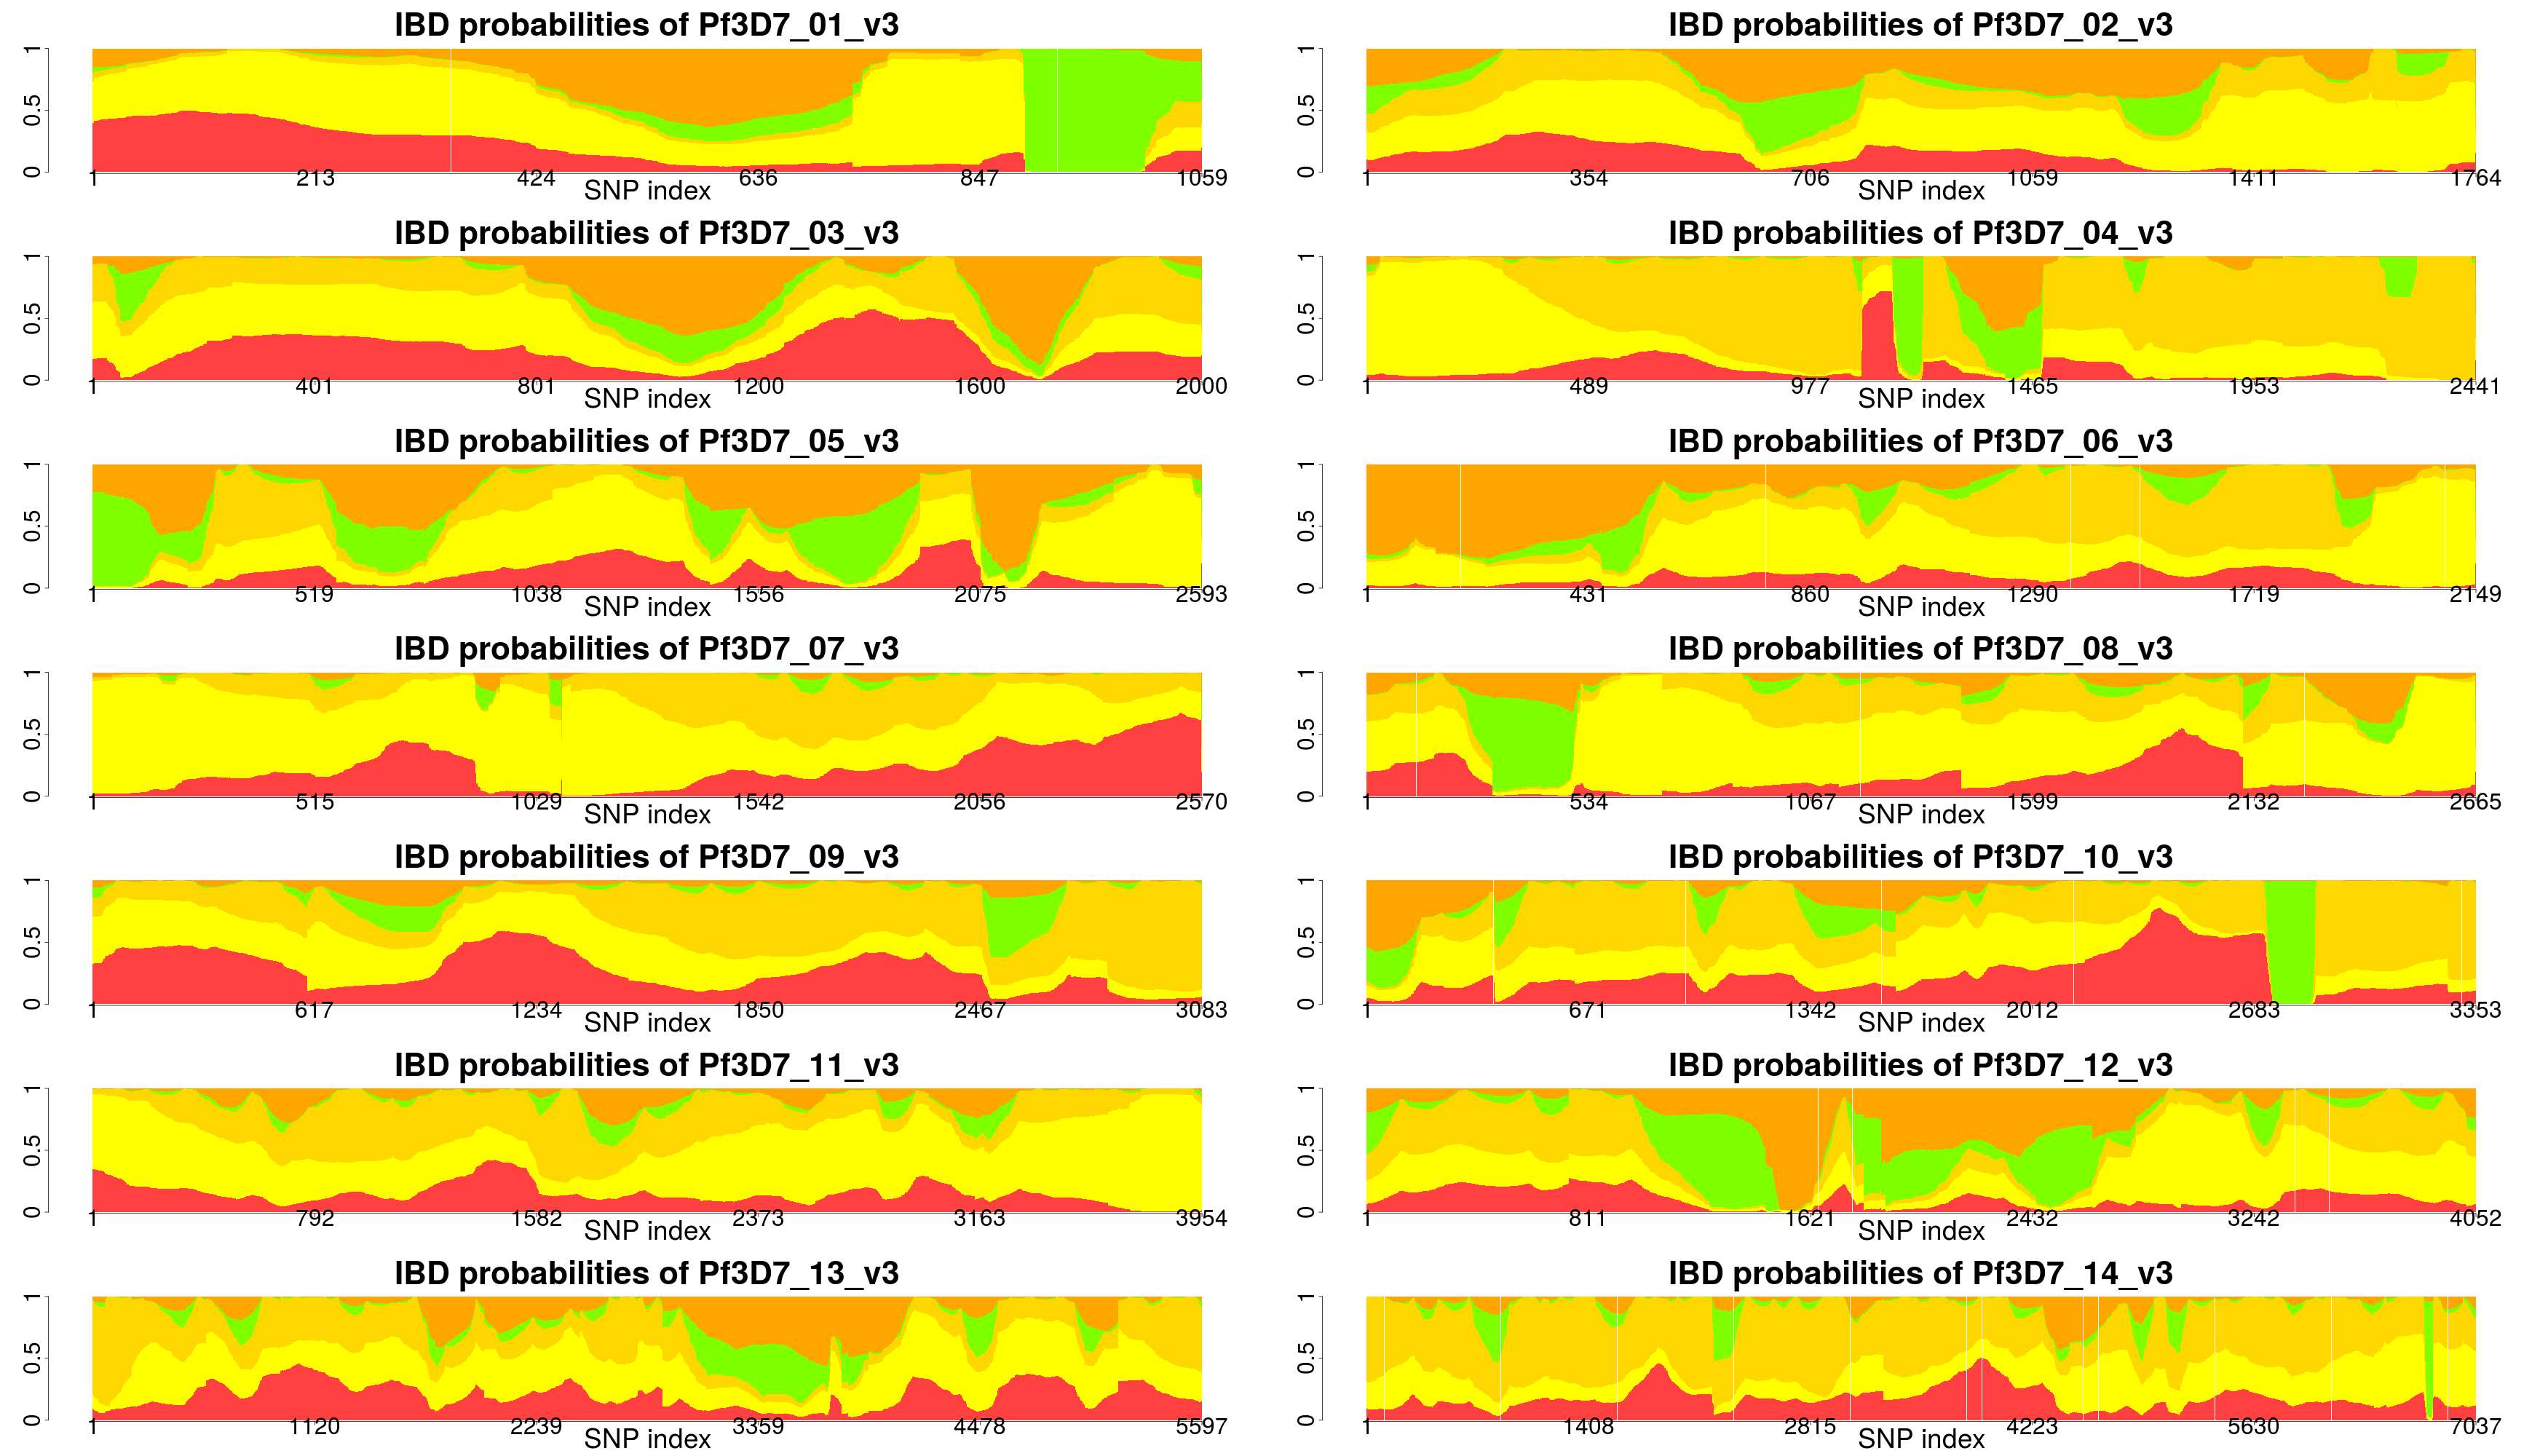 IBD probabilities of Pf3D7_01_v3
0 0.5 1
1 213 424 636 847 1059
SNP index
IBD probabilities of Pf3D7_02_v3
0 0.5 1
1 354 706 1059 1411 1764
SNP index
IBD probabilities of Pf3D7_03_v3
0 0.5 1
1 401 801 1200 1600 2000
SNP index
IBD probabilities of Pf3D7_04_v3
0 0.5 1
1 489 977 1465 1953 2441
SNP index
IBD probabilities of Pf3D7_05_v3
0 0.5 1
1 519 1038 1556 2075 2593
SNP index
IBD probabilities of Pf3D7_06_v3
0 0.5 1
1 431 860 1290 1719 2149
SNP index
IBD probabilities of Pf3D7_07_v3
0 0.5 1
1 515 1029 1542 2056 2570
SNP index
IBD probabilities of Pf3D7_08_v3
0 0.5 1
1 534 1067 1599 2132 2665
SNP index
IBD probabilities of Pf3D7_09_v3
0 0.5 1
1 617 1234 1850 2467 3083
SNP index
IBD probabilities of Pf3D7_10_v3
0 0.5 1
1 671 1342 2012 2683 3353
SNP index
IBD probabilities of Pf3D7_11_v3
0 0.5 1
1 792 1582 2373 3163 3954
SNP index
IBD probabilities of Pf3D7_12_v3
0 0.5 1
1 811 1621 2432 3242 4052
SNP index
IBD probabilities of Pf3D7_13_v3
0 0.5 1
1 1120 2239 3359 4478 5597
SNP index
IBD probabilities of Pf3D7_14_v3
0 0.5 1
1 1408 2815 4223 5630 7037
SNP index